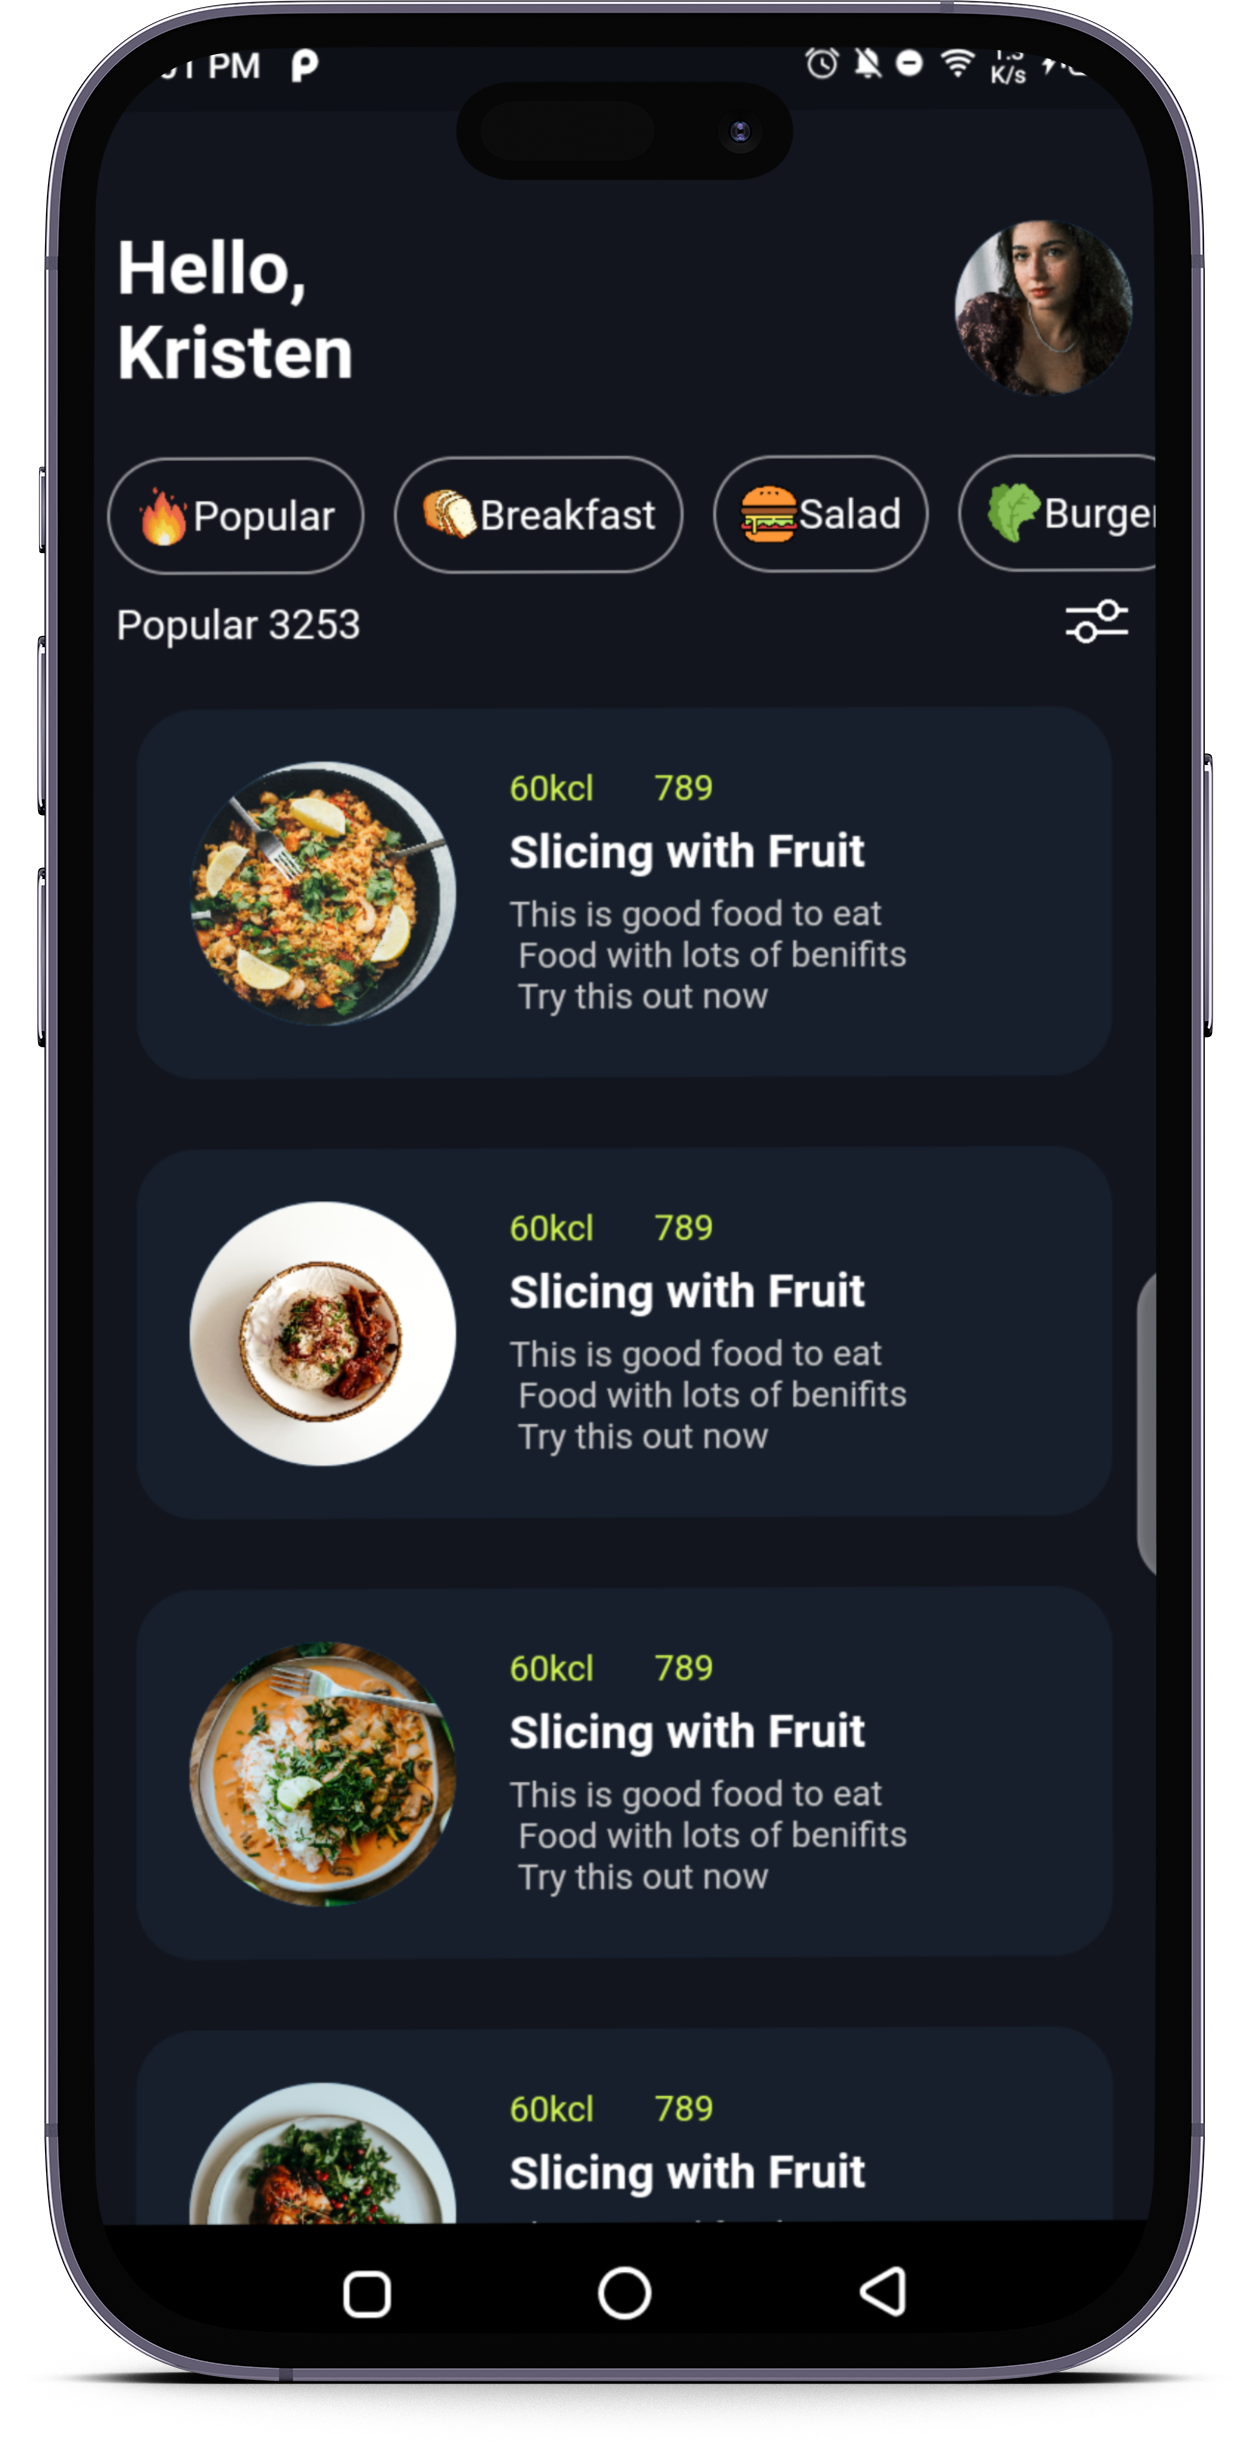 PM
K/s
Hello,
Kristen
Popular
Breakfast
Salad
Burger
Popular 3253
60kcl 789
Slicing with Fruit
This is good food to eat
Food with lots of benifits
Try this out now
60kcl 789
Slicing with Fruit
This is good food to eat
Food with lots of benifits
Try this out now
60kcl 789
Slicing with Fruit
This is good food to eat
Food with lots of benifits
Try this out now
60kcl 789
Slicing with Fruit